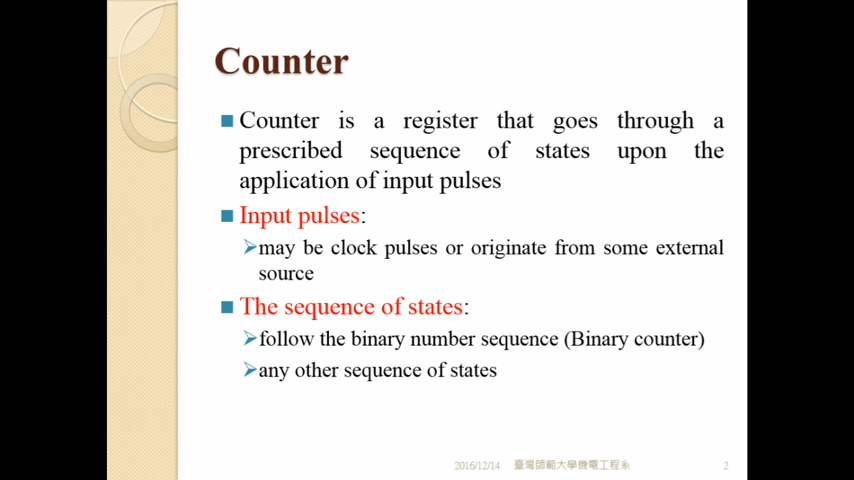 Counter
Counter is a register that goes through a
prescribed sequence of states upon the
application of input pulses
Input pulses:
may be clock pulses or originate from some external
source
The sequence of states:
follow the binary number sequence (Binary counter)
any other sequence of states
2016/12/14 臺灣師範大學機電工程系 2